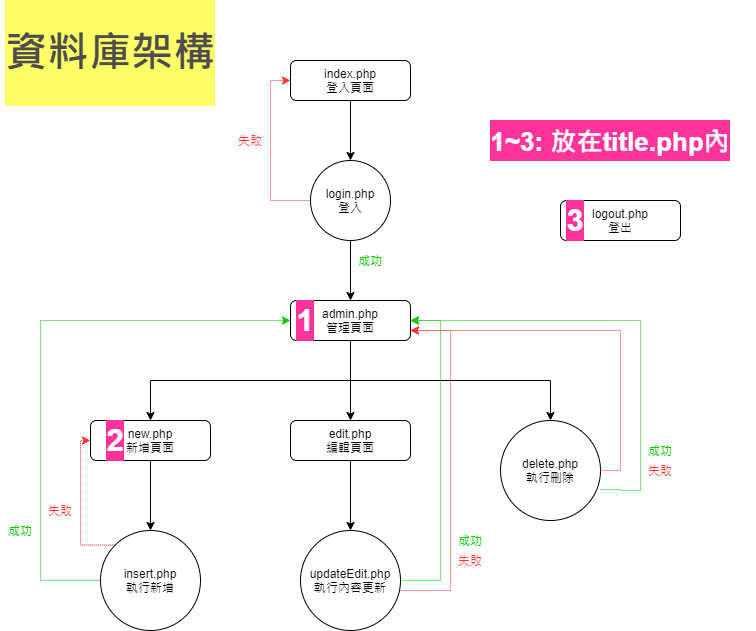 資料庫架構
index.php
登入頁面
失敗
1~3: 放在title.php內
login.php
登入
3
logout.php
登出
成功
1
admin.php
管理頁面
2
new.php
新增頁面
edit.php
編輯頁面
delete.php
執行刪除
成功
失敗
失敗
成功
insert.php
執行新增
updateEdit.php
執行內容更新
成功
失敗